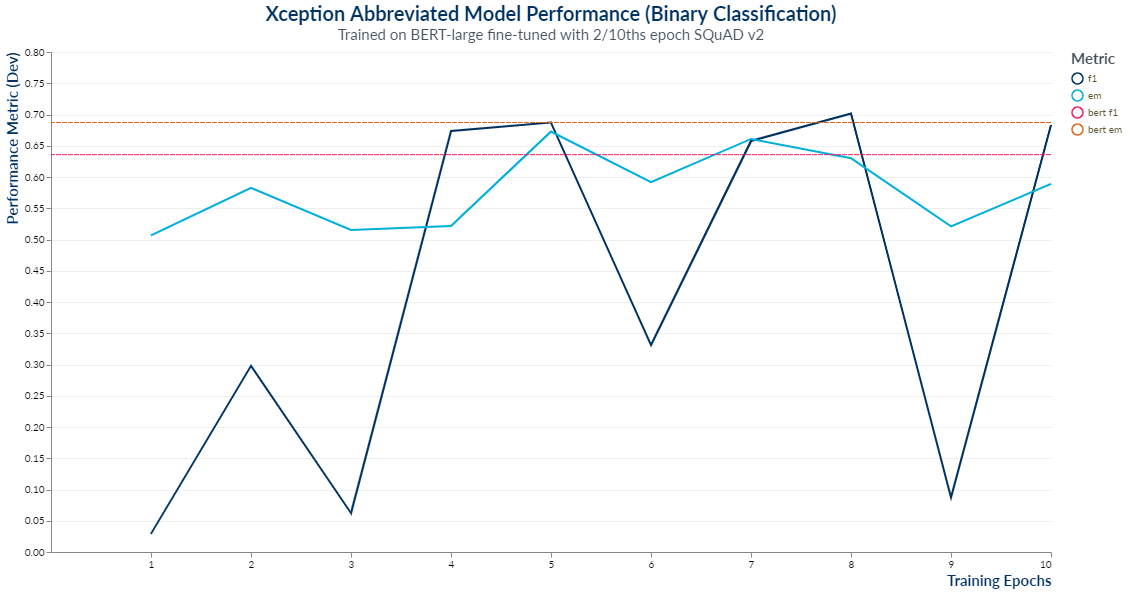 Xception Abbreviated Model Performance (Binary Classification)
Trained on BERT-large fine-tuned with 2/10ths epoch SQuAD v2
Performance Metric (Dev)
0.80
0.75
0.70
0.65
0.60
0.55
0.50
0.45
0.40
0.35
0.30
0.25
0.20
0.15
0.10
0.05
0.00
1 2 3 4 5 6 7 8 9 10
Training Epochs
Metric
f1
em
bert f1
bert em